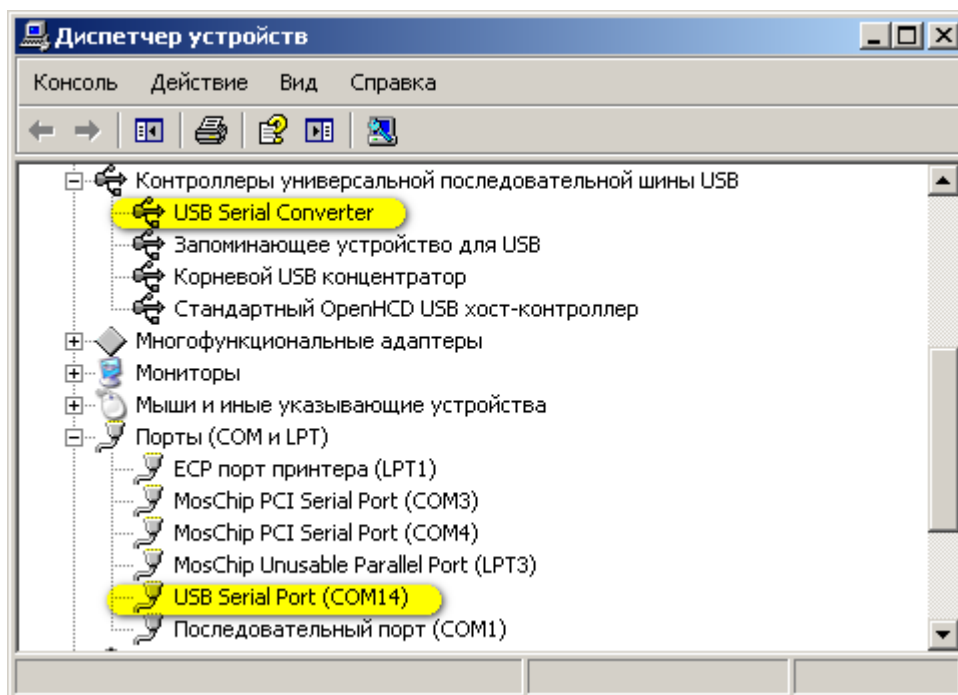 Диспетчер устройств
Консоль Действие Вид Справка
Контроллеры универсальной последовательной шины USB
USB Serial Converter
Запоминающее устройство для USB
Корневой USB концентратор
Стандартный OpenHCD USB хост-контроллер
Многофункциональные адаптеры
Мониторы
Мыши и иные указывающие устройства
Порты (COM и LPT)
ECP порт принтера (LPT1)
MosChip PCI Serial Port (COM3)
MosChip PCI Serial Port (COM4)
MosChip Unusable Parallel Port (LPT3)
USB Serial Port (COM14)
Последовательный порт (COM1)